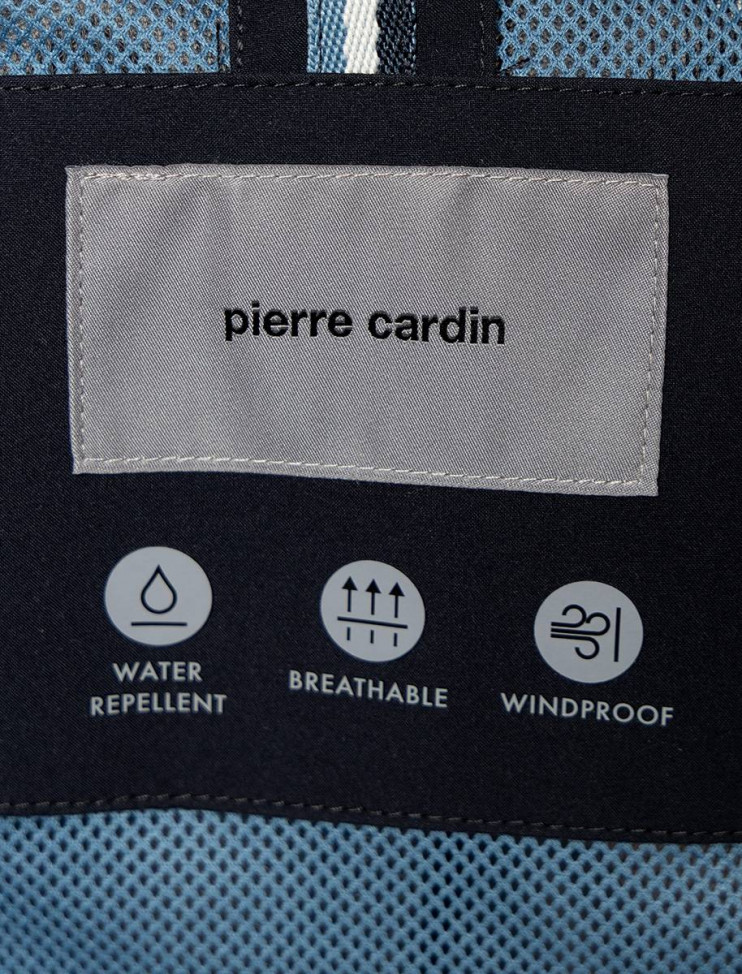 pierre cardin
WATER
REPELLENT
BREATHABLE
WINDPROOF